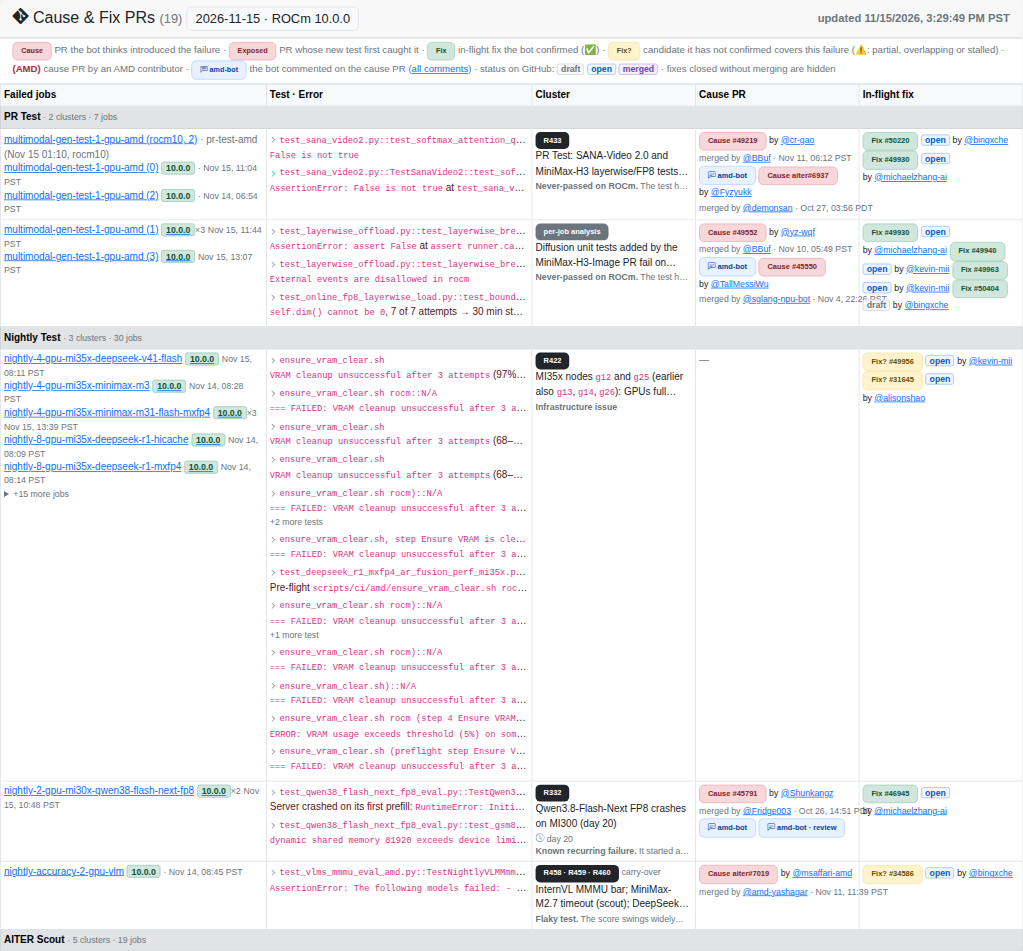 Cause & Fix PRs (19) 2026-11-15 · ROCm 10.0.0 updated 11/15/2026, 3:29:49 PM PST
Cause PR the bot thinks introduced the failure · Exposed PR whose new test first caught it · Fix in-flight fix the bot confirmed (✅) · Fix? candidate it has not confirmed covers this failure (⚠: partial, overlapping or stalled) ·
(AMD) cause PR by an AMD contributor · amd-bot the bot commented on the cause PR (all comments) · status on GitHub: draft open merged · fixes closed without merging are hidden
Failed jobs Test · Error Cluster Cause PR In-flight fix
PR Test · 2 clusters · 7 jobs
multimodal-gen-test-1-gpu-amd (rocm10, 2) · pr-test-amd
(Nov 15 01:10, rocm10)
multimodal-gen-test-1-gpu-amd (0) 10.0.0 · Nov 15, 11:04
PST
multimodal-gen-test-1-gpu-amd (2) 10.0.0 · Nov 14, 06:54
PST
test_sana_video.py::test_softmax_attention_q…
False is not true
test_sana_video.py::TestSanaVideo2::test_sof…
AssertionError: False is not true at test_sana_v…
R433
PR Test: SANA-Video 2.0 and
MiniMax-H3 layerwise/FP8 tests…
Never-passed on ROCm. The test h…
Cause #49219 by @cr-gao
merged by @BBuf · Nov 11, 06:12 PST
amd-bot Cause aiter#6937
by @Fyzyukk
merged by @demonsan · Oct 27, 03:56 PDT
Fix #50220 open by @bingxche
Fix #49930 open
by @michaelzhang-ai
multimodal-gen-test-1-gpu-amd (1) 10.0.0 ×3 Nov 15, 11:44
PST
multimodal-gen-test-1-gpu-amd (3) 10.0.0 Nov 15, 13:07
PST
test_layerwise_offload.py::test_layerwise_bre…
AssertionError: assert False at assert runner.ca…
test_layerwise_offload.py::test_layerwise_bre…
External events are disallowed in rocm
test_online_fp8_layerwise_load.py::test_bound…
self.dim() cannot be 0, 7 of 7 attempts → 30 min st…
per-job analysis
Diffusion unit tests added by the
MiniMax-H3-Image PR fail on…
Never-passed on ROCm. The test h…
Cause #49552 by @yz-wqf
merged by @BBuf · Nov 10, 05:49 PST
amd-bot Cause #45550
by @TallMessiWu
merged by @sglang-npu-bot · Nov 4, 22:26 PST
Fix #49930 open
by @michaelzhang-ai Fix #49940
open by @kevin-mii Fix #49963
open by @kevin-mii Fix #50404
draft by @bingxche
Nightly Test · 3 clusters · 30 jobs
nightly-4-gpu-mi35x-deepseek-v41-flash 10.0.0 Nov 15,
08:11 PST
nightly-4-gpu-mi35x-minimax-m3 10.0.0 Nov 14, 08:28
PST
nightly-4-gpu-mi35x-minimax-m31-flash-mxfp4 10.0.0 ×3
Nov 15, 13:39 PST
nightly-8-gpu-mi35x-deepseek-r1-hicache 10.0.0 Nov 14,
08:09 PST
nightly-8-gpu-mi35x-deepseek-r1-mxfp4 10.0.0 Nov 14,
08:14 PST
+15 more jobs
ensure_vram_clear.sh
VRAM cleanup unsuccessful after 3 attempts (97%…
ensure_vram_clear.sh rocm::N/A
=== FAILED: VRAM cleanup unsuccessful after 3 a…
ensure_vram_clear.sh
VRAM cleanup unsuccessful after 3 attempts (68–…
ensure_vram_clear.sh
VRAM cleanup unsuccessful after 3 attempts (68–…
ensure_vram_clear.sh rocm)::N/A
=== FAILED: VRAM cleanup unsuccessful after 3 a…
+2 more tests
ensure_vram_clear.sh, step Ensure VRAM is cle…
=== FAILED: VRAM cleanup unsuccessful after 3 a…
test_deepseek_r1_mxfp4_ar_fusion_perf_mi35x.p…
Pre-flight scripts/ci/amd/ensure_vram_clear.sh roc…
ensure_vram_clear.sh rocm)::N/A
=== FAILED: VRAM cleanup unsuccessful after 3 a…
+1 more test
ensure_vram_clear.sh rocm)::N/A
=== FAILED: VRAM cleanup unsuccessful after 3 a…
ensure_vram_clear.sh)::N/A
=== FAILED: VRAM cleanup unsuccessful after 3 a…
ensure_vram_clear.sh rocm (step 4 Ensure VRAM…
ERROR: VRAM usage exceeds threshold (5%) on som…
ensure_vram_clear.sh (preflight step Ensure V…
=== FAILED: VRAM cleanup unsuccessful after 3 a…
R422
MI35x nodes g12 and g25 (earlier
also g13, g14, g26): GPUs full…
Infrastructure issue
—
Fix? #49956 open by @kevin-mii
Fix? #31645 open
by @alisonshao
nightly-2-gpu-mi30x-qwen38-flash-next-fp8 10.0.0 ×2 Nov
15, 10:48 PST
test_qwen38_flash_next_fp8_eval.py::TestQwen3…
Server crashed on its first prefill: RuntimeError: Initi…
test_qwen38_flash_next_fp8_eval.py::test_gsm8…
dynamic shared memory 81920 exceeds device limi…
R332
Qwen3.8-Flash-Next FP8 crashes
on MI300 (day 20)
day 20
Known recurring failure. It started a…
Cause #45791 by @Shunkangz
merged by @Fridge003 · Oct 26, 14:51 PDT
amd-bot amd-bot · review
Fix #46945 open
by @michaelzhang-ai
nightly-accuracy-2-gpu-vlm 10.0.0 · Nov 14, 08:45 PST
test_vlms_mmmu_eval_amd.py::TestNightlyVLMMmm…
AssertionError: The following models failed: - …
R458 · R459 · R460 carry-over
InternVL MMMU bar; MiniMax-
M2.7 timeout (scout); DeepSeek…
Flaky test. The score swings widely…
Cause aiter#7019 by @msaffari-amd
merged by @amd-yashagar · Nov 11, 11:39 PST
Fix? #34586 open by @bingxche
AITER Scout · 5 clusters · 19 jobs